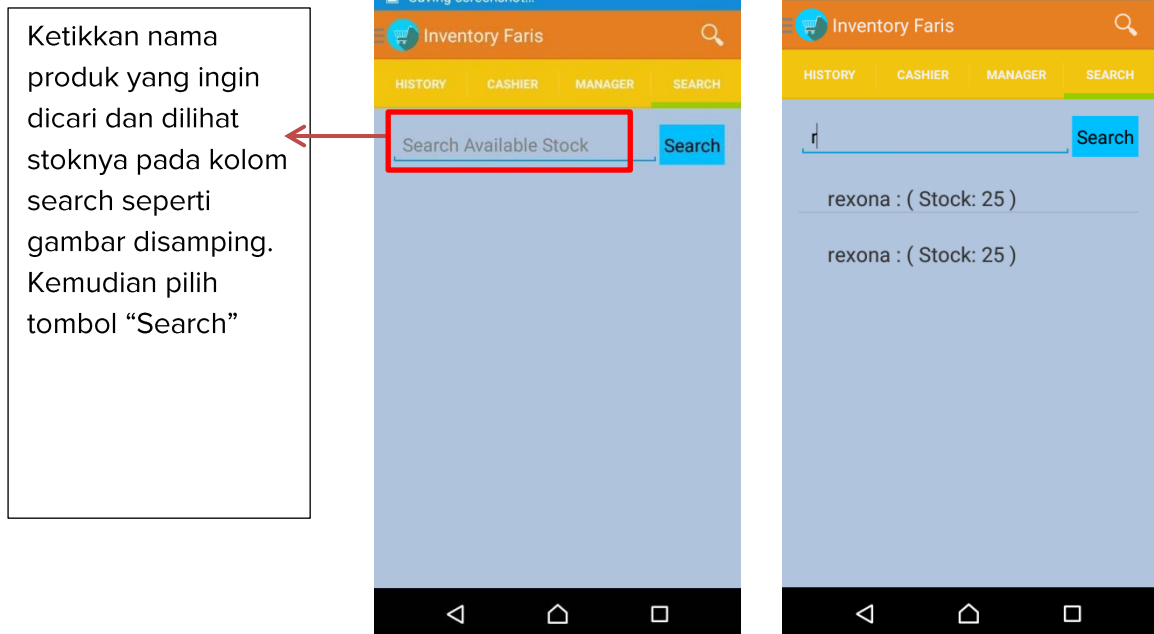 Ketikkan nama
produk yang ingin
dicari dan dilihat
stoknya pada kolom
search seperti
gambar disamping.
Kemudian pilih
tombol “Search”
Saving screenshot...
Inventory Faris
HISTORY CASHIER MANAGER SEARCH
Search Available Stock Search
Inventory Faris
HISTORY CASHIER MANAGER SEARCH
r Search
rexona : ( Stock: 25 )
rexona : ( Stock: 25 )